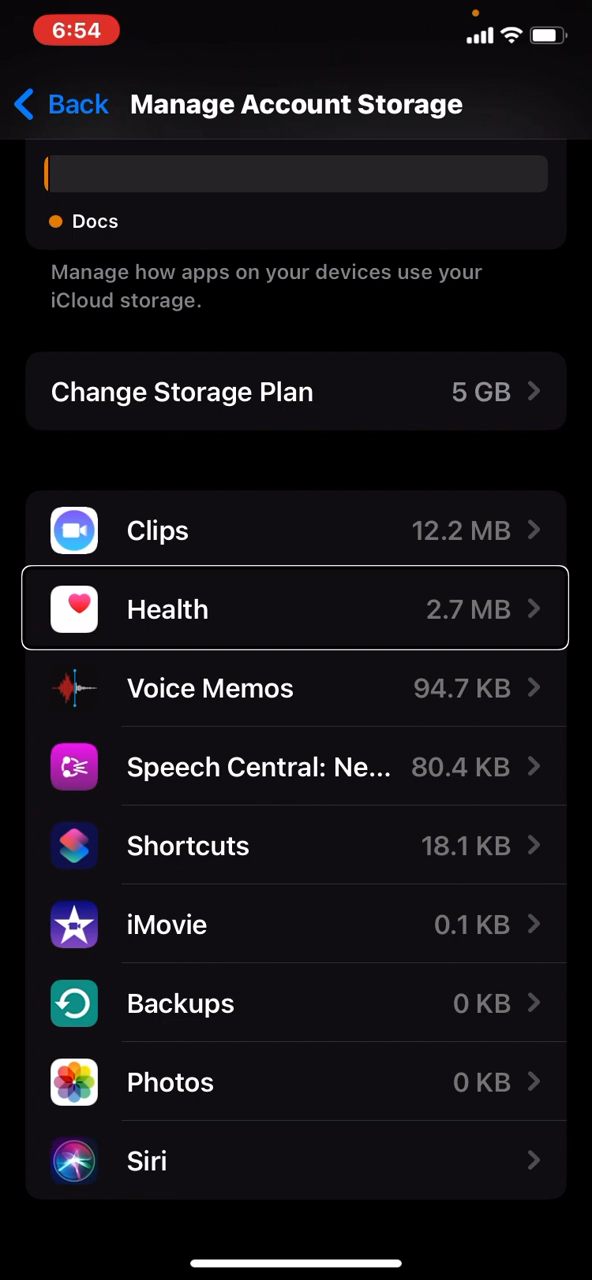 6:54
Back Manage Account Storage
Docs
Manage how apps on your devices use your
iCloud storage.
Change Storage Plan 5 GB
Clips 12.2 MB
Health 2.7 MB
Voice Memos 94.7 KB
Speech Central: Ne... 80.4 KB
Shortcuts 18.1 KB
iMovie 0.1 KB
Backups 0 KB
Photos 0 KB
Siri